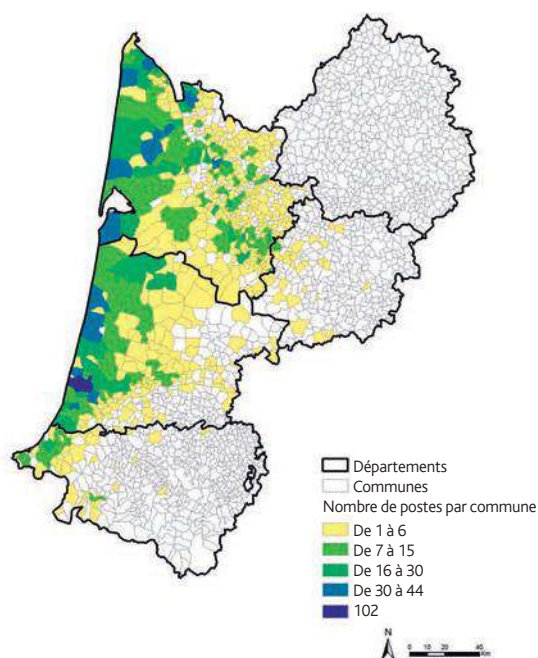 Départements
Communes
Nombre de postes par commune
De 1 à 6
De 7 à 15
De 16 à 30
De 30 à 44
102
N
0 10 20 40
Km